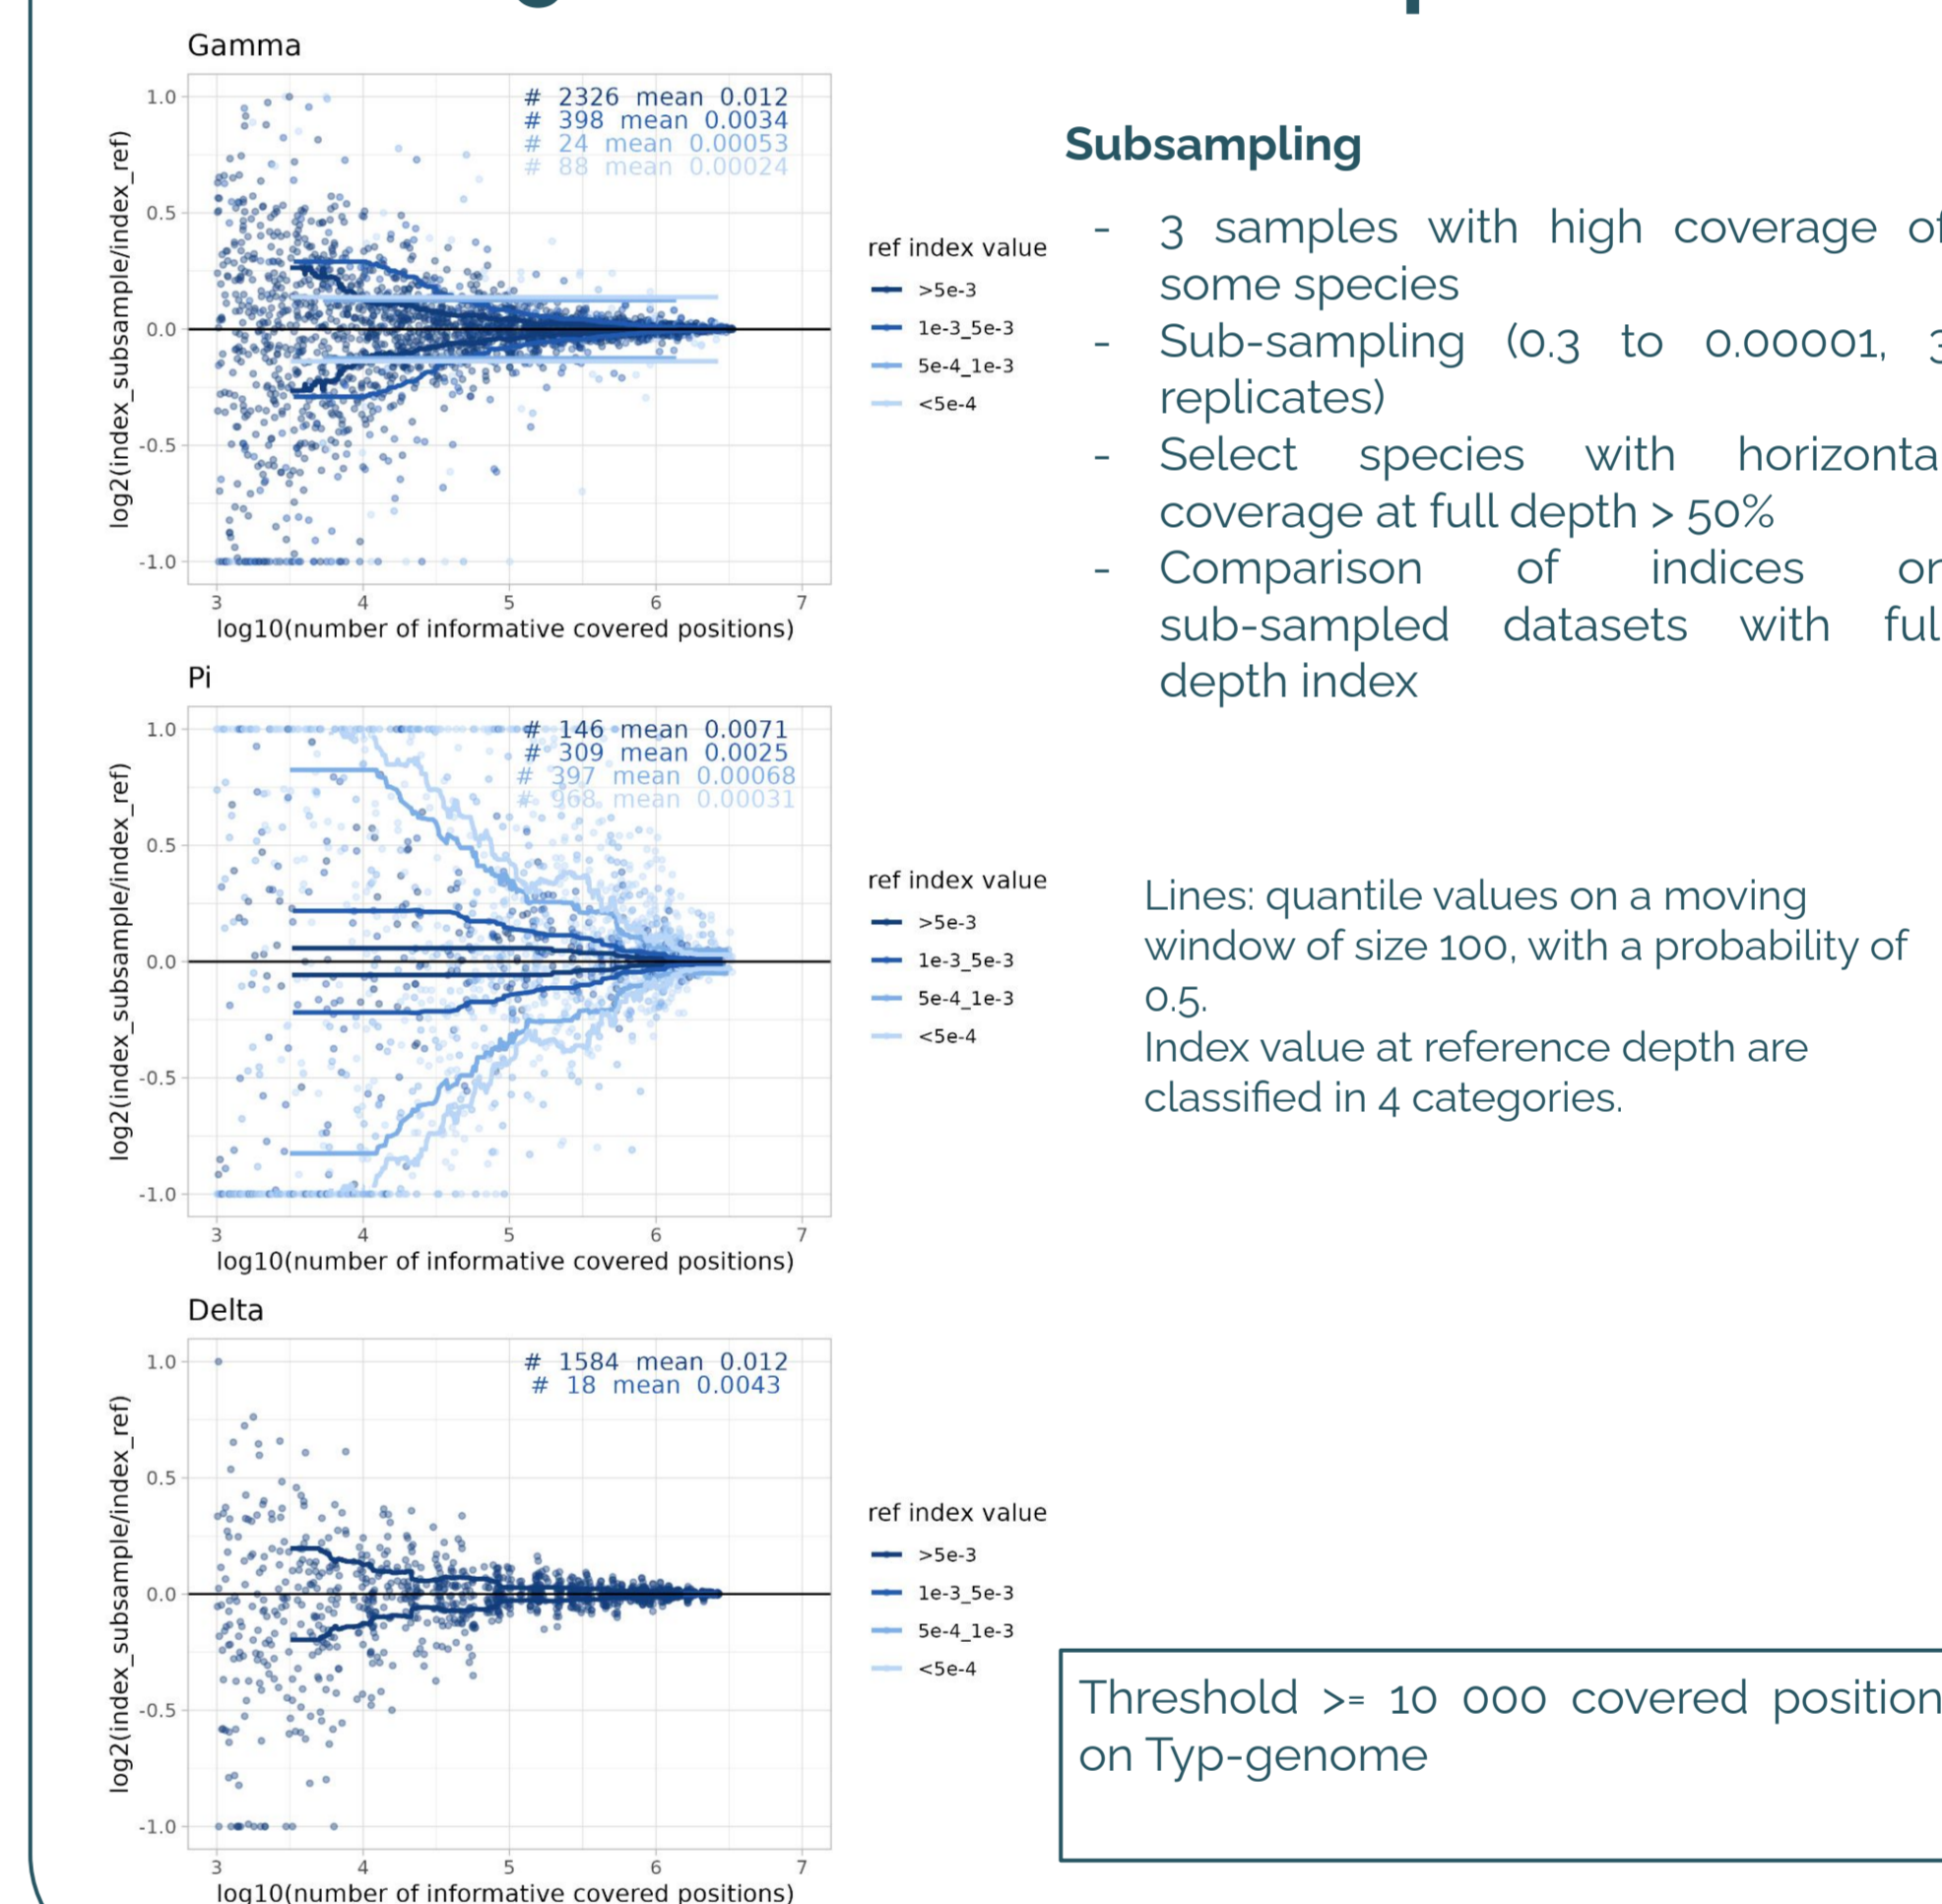 Gamma
# 2326 mean 0.012
# 398 mean 0.0034
# 24 mean 0.00053
# 88 mean 0.00024
log2(index_subsample/index_ref)
1.0
0.5
0.0
-0.5
-1.0
3 4 5 6 7
log10(number of informative covered positions)
ref index value
>5e-3
1e-3_5e-3
5e-4_1e-3
<5e-4
Pi
# 146 mean 0.0071
# 309 mean 0.0025
# 397 mean 0.00068
# 968 mean 0.00031
log2(index_subsample/index_ref)
1.0
0.5
0.0
-0.5
-1.0
3 4 5 6 7
log10(number of informative covered positions)
ref index value
>5e-3
1e-3_5e-3
5e-4_1e-3
<5e-4
Delta
# 1584 mean 0.012
# 18 mean 0.0043
log2(index_subsample/index_ref)
1.0
0.5
0.0
-0.5
-1.0
3 4 5 6 7
log10(number of informative covered positions)
ref index value
>5e-3
1e-3_5e-3
5e-4_1e-3
<5e-4
Subsampling
- 3 samples with high coverage of
some species
- Sub-sampling (0.3 to 0.00001, 3
replicates)
- Select species with horizonta
coverage at full depth > 50%
- Comparison of indices on
sub-sampled datasets with ful
depth index
Lines: quantile values on a moving
window of size 100, with a probability of
0.5.
Index value at reference depth are
classified in 4 categories.
Threshold >= 10 000 covered position
on Typ-genome